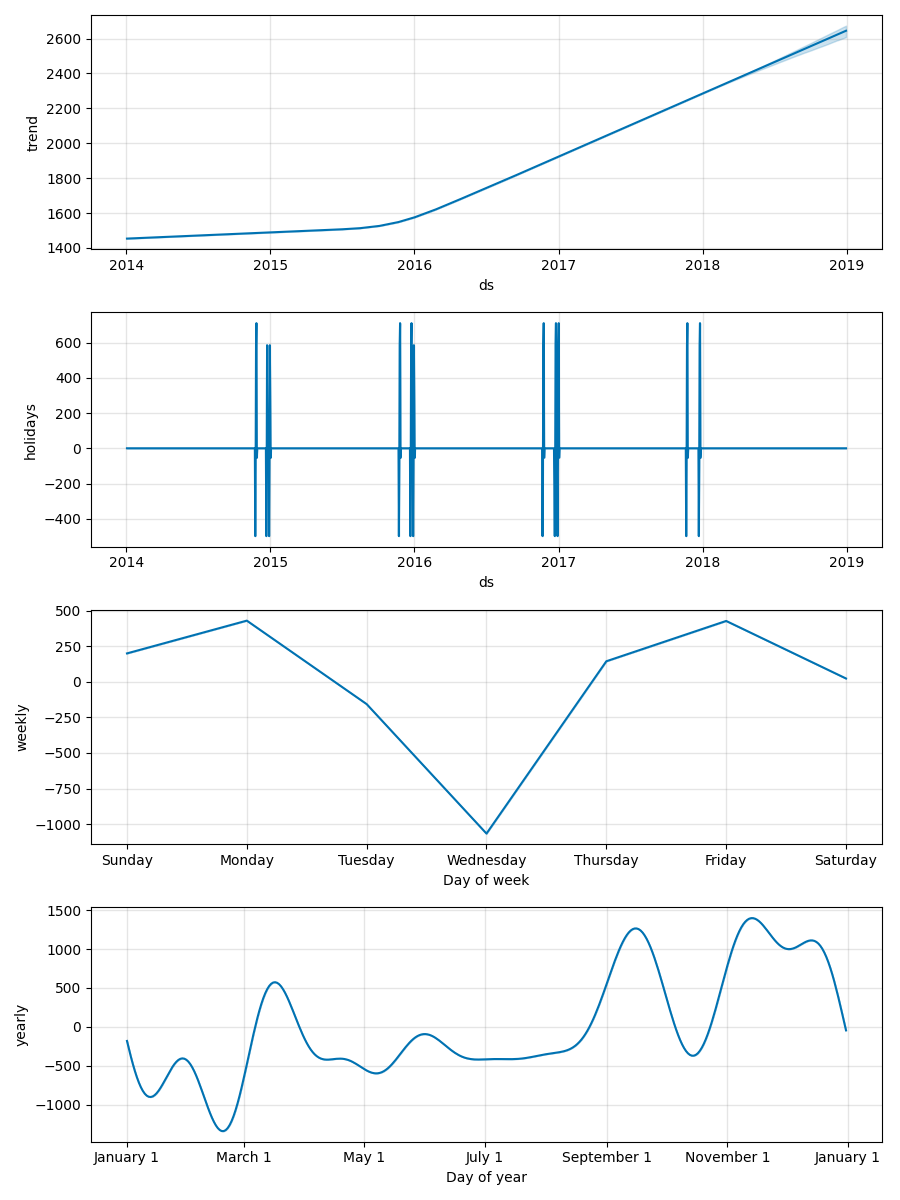 2600
2400
2200
2000
1800
1600
1400
trend
2014 2015 2016 2017 2018 2019
ds
600
400
200
0
−200
−400
holidays
2014 2015 2016 2017 2018 2019
ds
500
250
0
−250
−500
−750
−1000
weekly
Sunday Monday Tuesday Wednesday Thursday Friday Saturday
Day of week
1500
1000
500
0
−500
−1000
yearly
January 1 March 1 May 1 July 1 September 1 November 1 January 1
Day of year